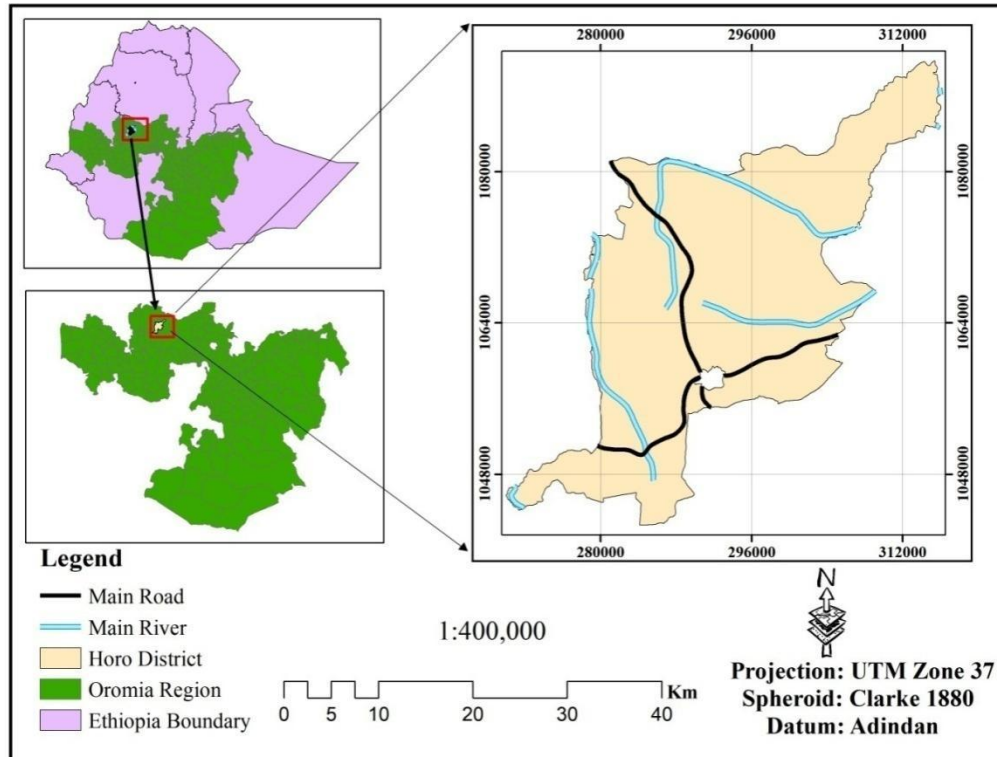 280000 296000 312000
1080000 1080000
1064000 1064000
1048000 1048000
280000 296000 312000
Legend
Main Road
Main River
Horo District
Oromia Region
Ethiopia Boundary
1:400,000
0 5 10 20 30 40 Km
N
Projection: UTM Zone 37
Spheroid: Clarke 1880
Datum: Adindan